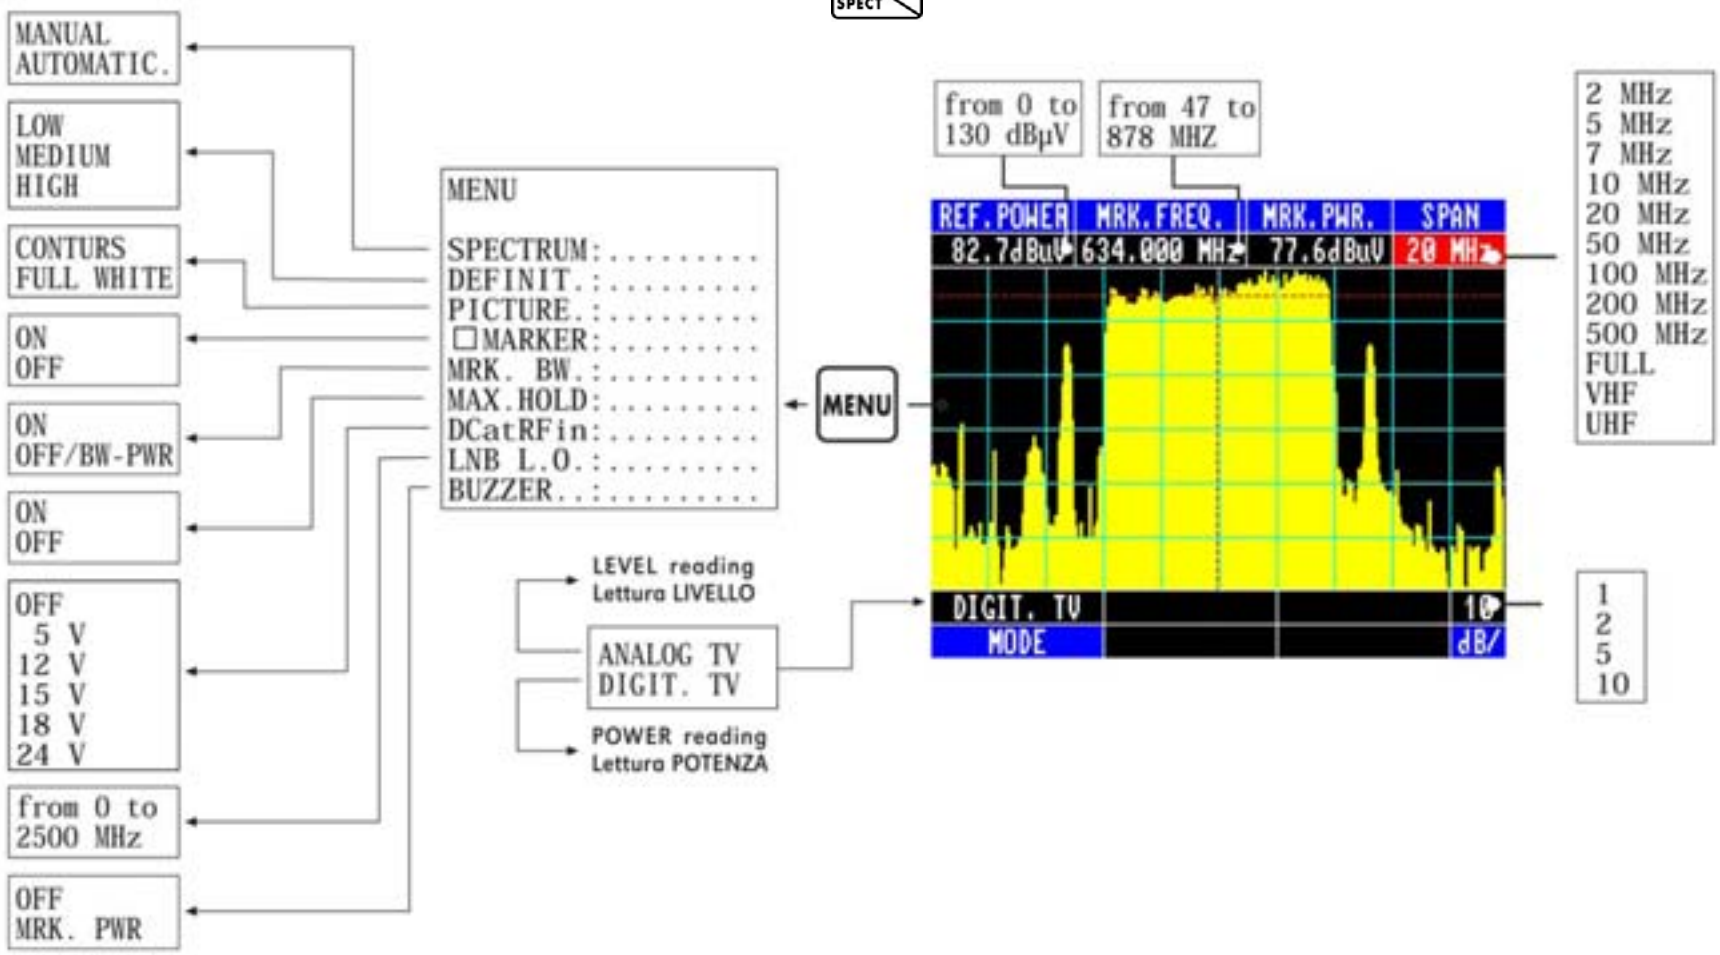 SPECT
MANUAL
AUTOMATIC.
LOW
MEDIUM
HIGH
CONTURS
FULL WHITE
ON
OFF
ON
OFF/BW-PWR
ON
OFF
OFF
5 V
12 V
15 V
18 V
24 V
from 0 to
2500 MHz
OFF
MRK. PWR
MENU
SPECTRUM:.........
DEFINIT.:.........
PICTURE.:.........
□MARKER:.........
MRK. BW.:.........
MAX.HOLD:.........
DCatRFin:.........
LNB L.O.:.........
BUZZER..:.........
LEVEL reading
Lettura LIVELLO
ANALOG TV
DIGIT. TV
POWER reading
Lettura POTENZA
MENU
from 0 to
130 dBµV
from 47 to
878 MHZ
REF.POWER MRK.FREQ. MRK.PWR. SPAN
82.7dBuV 634.000 MHz 77.6dBuV 20 MHz
DIGIT. TV 10
MODE dB/
2 MHz
5 MHz
7 MHz
10 MHz
20 MHz
50 MHz
100 MHz
200 MHz
500 MHz
FULL
VHF
UHF
1
2
5
10